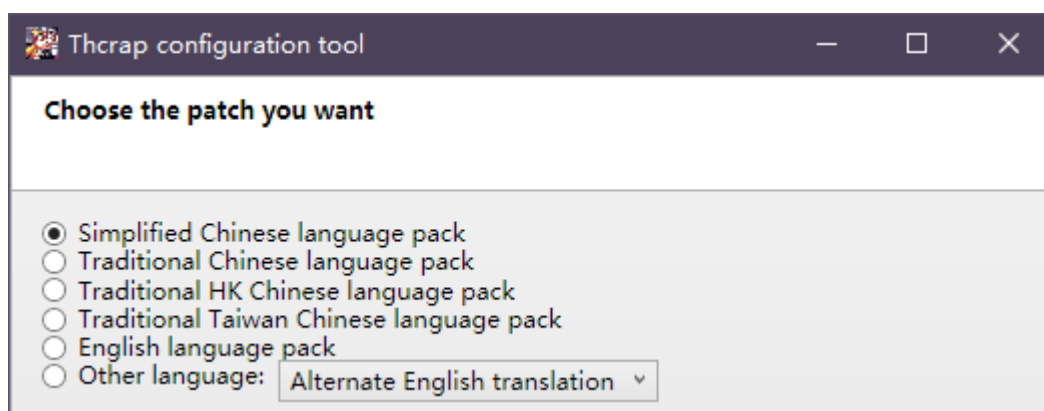 Thcrap configuration tool
Choose the patch you want
Simplified Chinese language pack
Traditional Chinese language pack
Traditional HK Chinese language pack
Traditional Taiwan Chinese language pack
English language pack
Other language: Alternate English translation